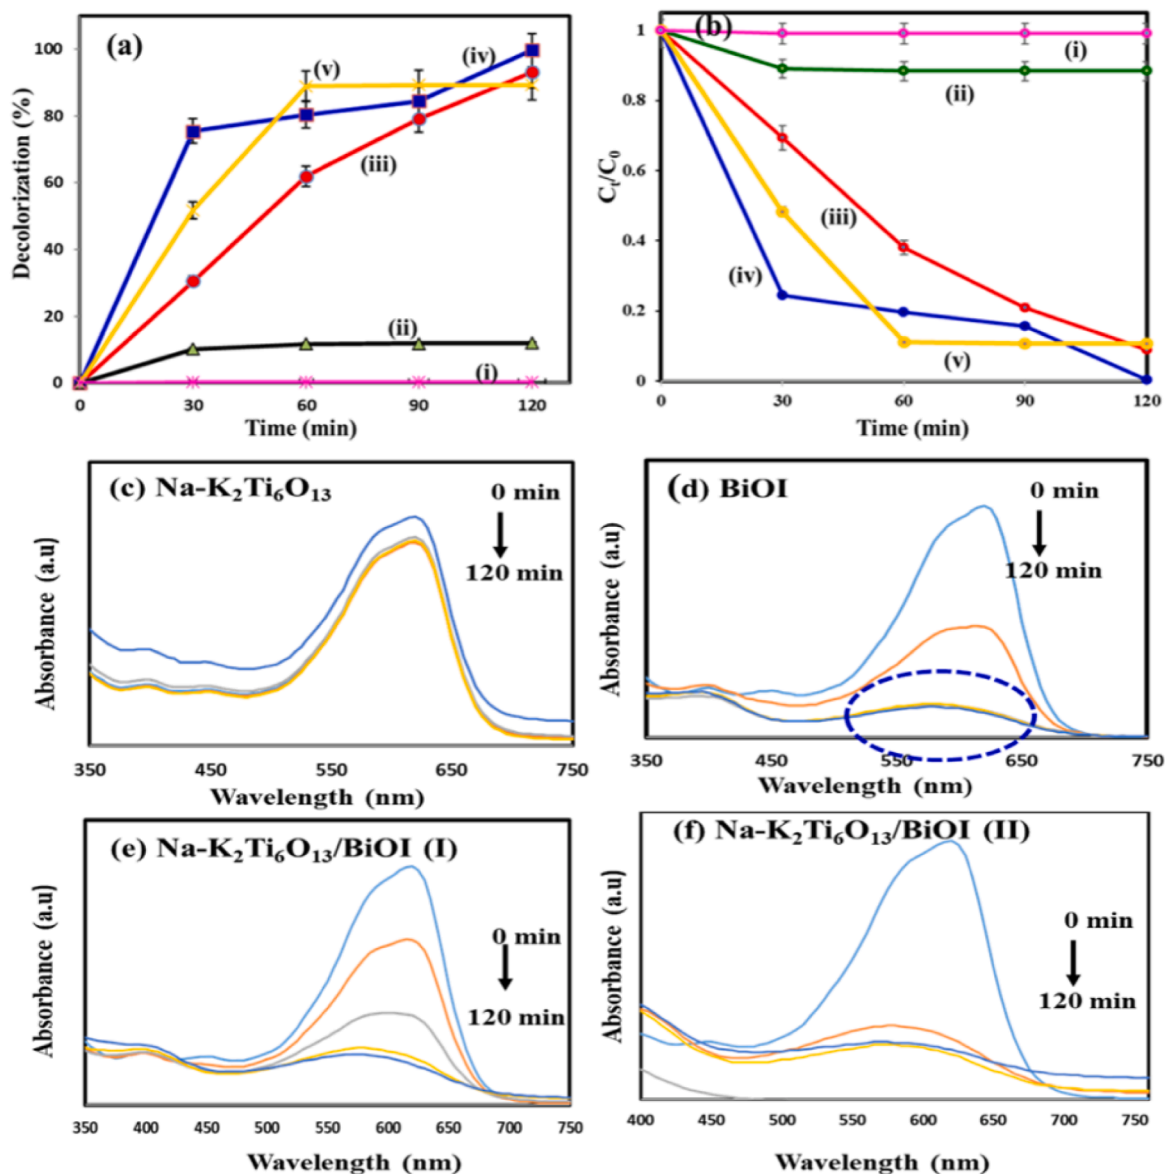 (a)
Decolorization (%)
100
80
60
40
20
0
(v)
(iv)
(iii)
(ii)
(i)
0 30 60 90 120
Time (min)
(b)
Cₜ/C₀
1
0.8
0.6
0.4
0.2
0
(i)
(ii)
(iii)
(iv)
(v)
0 30 60 90 120
Time (min)
(c) Na-K₂Ti₆O₁₃
0 min
120 min
Absorbance (a.u)
350 450 550 650 750
Wavelength (nm)
(d) BiOI
0 min
120 min
Absorbance (a.u)
350 450 550 650 750
Wavelength (nm)
(e) Na-K₂Ti₆O₁₃/BiOI (I)
0 min
120 min
Absorbance (a.u)
350 400 450 500 550 600 650 700 750
Wavelength (nm)
(f) Na-K₂Ti₆O₁₃/BiOI (II)
0 min
120 min
Absorbance (a.u)
400 450 500 550 600 650 700 750
Wavelength (nm)